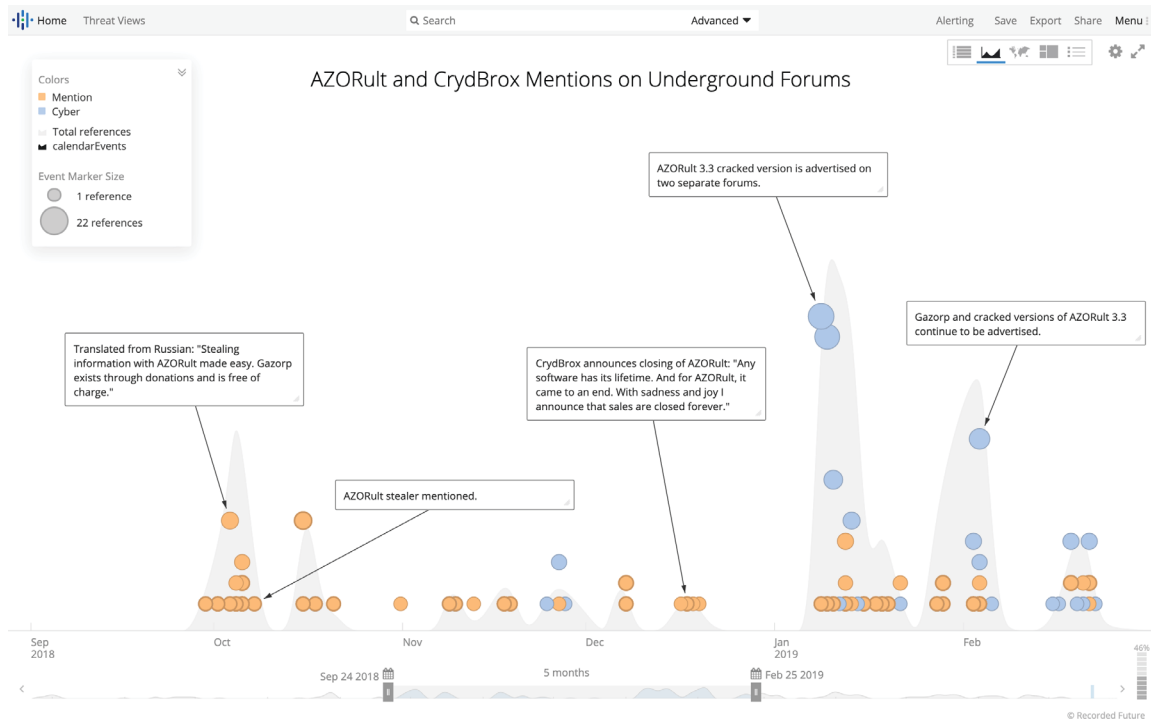 Home Threat Views Search Advanced Alerting Save Export Share Menu
AZORult and CrydBrox Mentions on Underground Forums
Colors
Mention
Cyber
Total references
calendarEvents
Event Marker Size
1 reference
22 references
AZORult 3.3 cracked version is advertised on
two separate forums.
Gazorp and cracked versions of AZORult 3.3
continue to be advertised.
Translated from Russian: "Stealing
information with AZORult made easy. Gazorp
exists through donations and is free of
charge."
CrydBrox announces closing of AZORult: "Any
software has its lifetime. And for AZORult, it
came to an end. With sadness and joy I
announce that sales are closed forever."
AZORult stealer mentioned.
Sep Oct Nov Dec Jan Feb
2018 2019
46%
Sep 24 2018 5 months Feb 25 2019
© Recorded Future